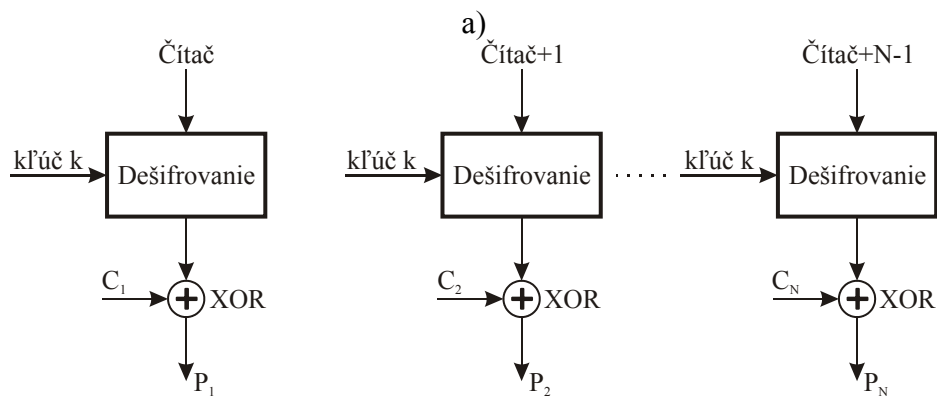 a)
Čítač Čítač+1 Čítač+N-1
kľúč k Dešifrovanie kľúč k Dešifrovanie ..... kľúč k Dešifrovanie
C₁ XOR C₂ XOR Cₙ XOR
P₁ P₂ Pₙ